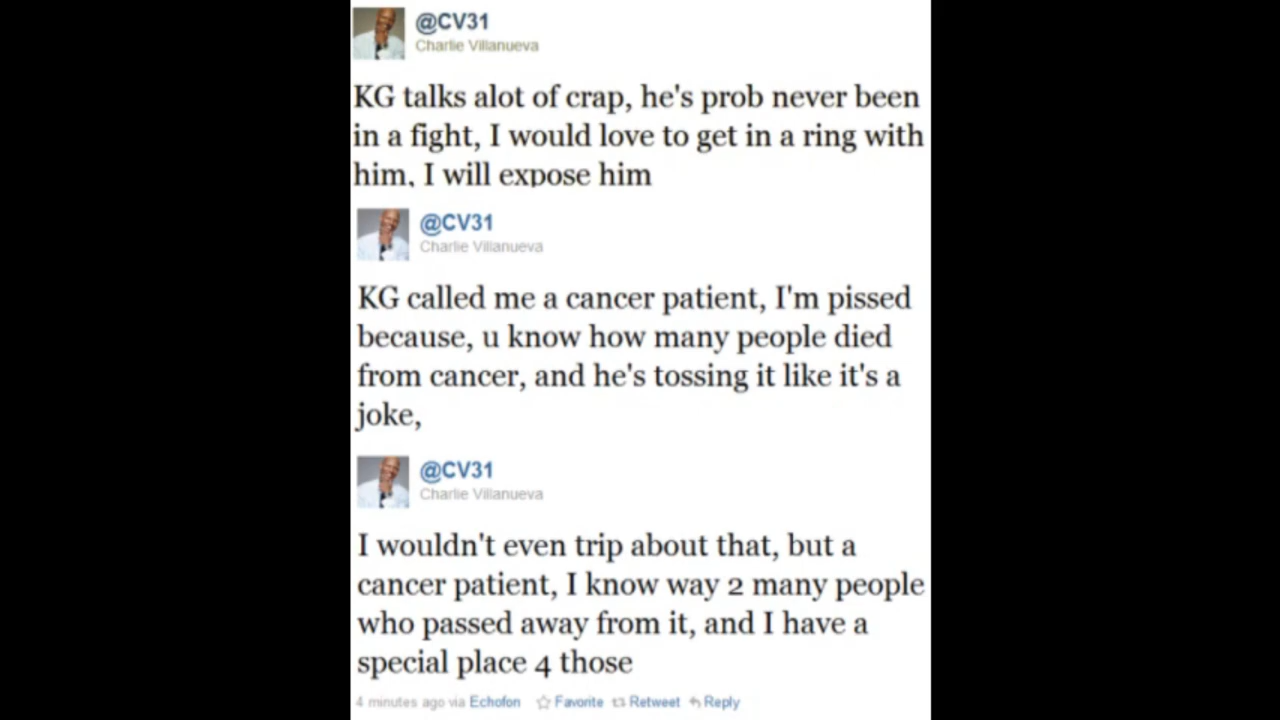 @CV31
Charlie Villanueva
KG talks alot of crap, he's prob never been
in a fight, I would love to get in a ring with
him, I will expose him
@CV31
Charlie Villanueva
KG called me a cancer patient, I'm pissed
because, u know how many people died
from cancer, and he's tossing it like it's a
joke,
@CV31
Charlie Villanueva
I wouldn't even trip about that, but a
cancer patient, I know way 2 many people
who passed away from it, and I have a
special place 4 those
4 minutes ago via Echofon Favorite Retweet Reply